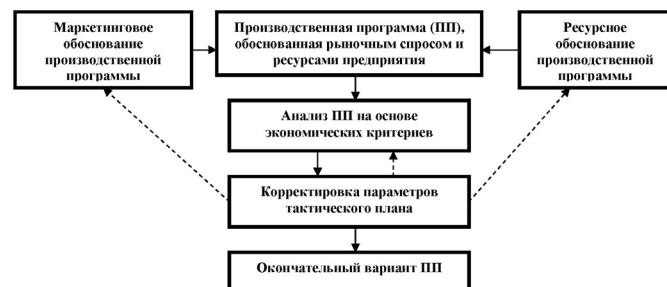 Маркетинговое
обоснование
производственной
программы
Производственная программа (ПП),
обоснованная рыночным спросом и
ресурсами предприятия
Ресурсное
обоснование
производственной
программы
Анализ ПП на основе
экономических критериев
Корректировка параметров
тактического плана
Окончательный вариант ПП